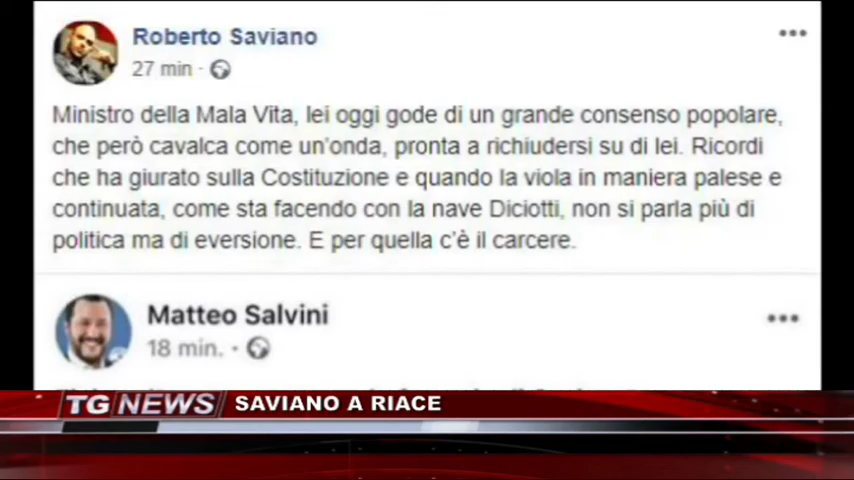 Roberto Saviano
27 min ·
Ministro della Mala Vita, lei oggi gode di un grande consenso popolare,
che però cavalca come un'onda, pronta a richiudersi su di lei. Ricordi
che ha giurato sulla Costituzione e quando la viola in maniera palese e
continuata, come sta facendo con la nave Diciotti, non si parla più di
politica ma di eversione. E per quella c'è il carcere.
Matteo Salvini
18 min. ·
TG NEWS SAVIANO A RIACE